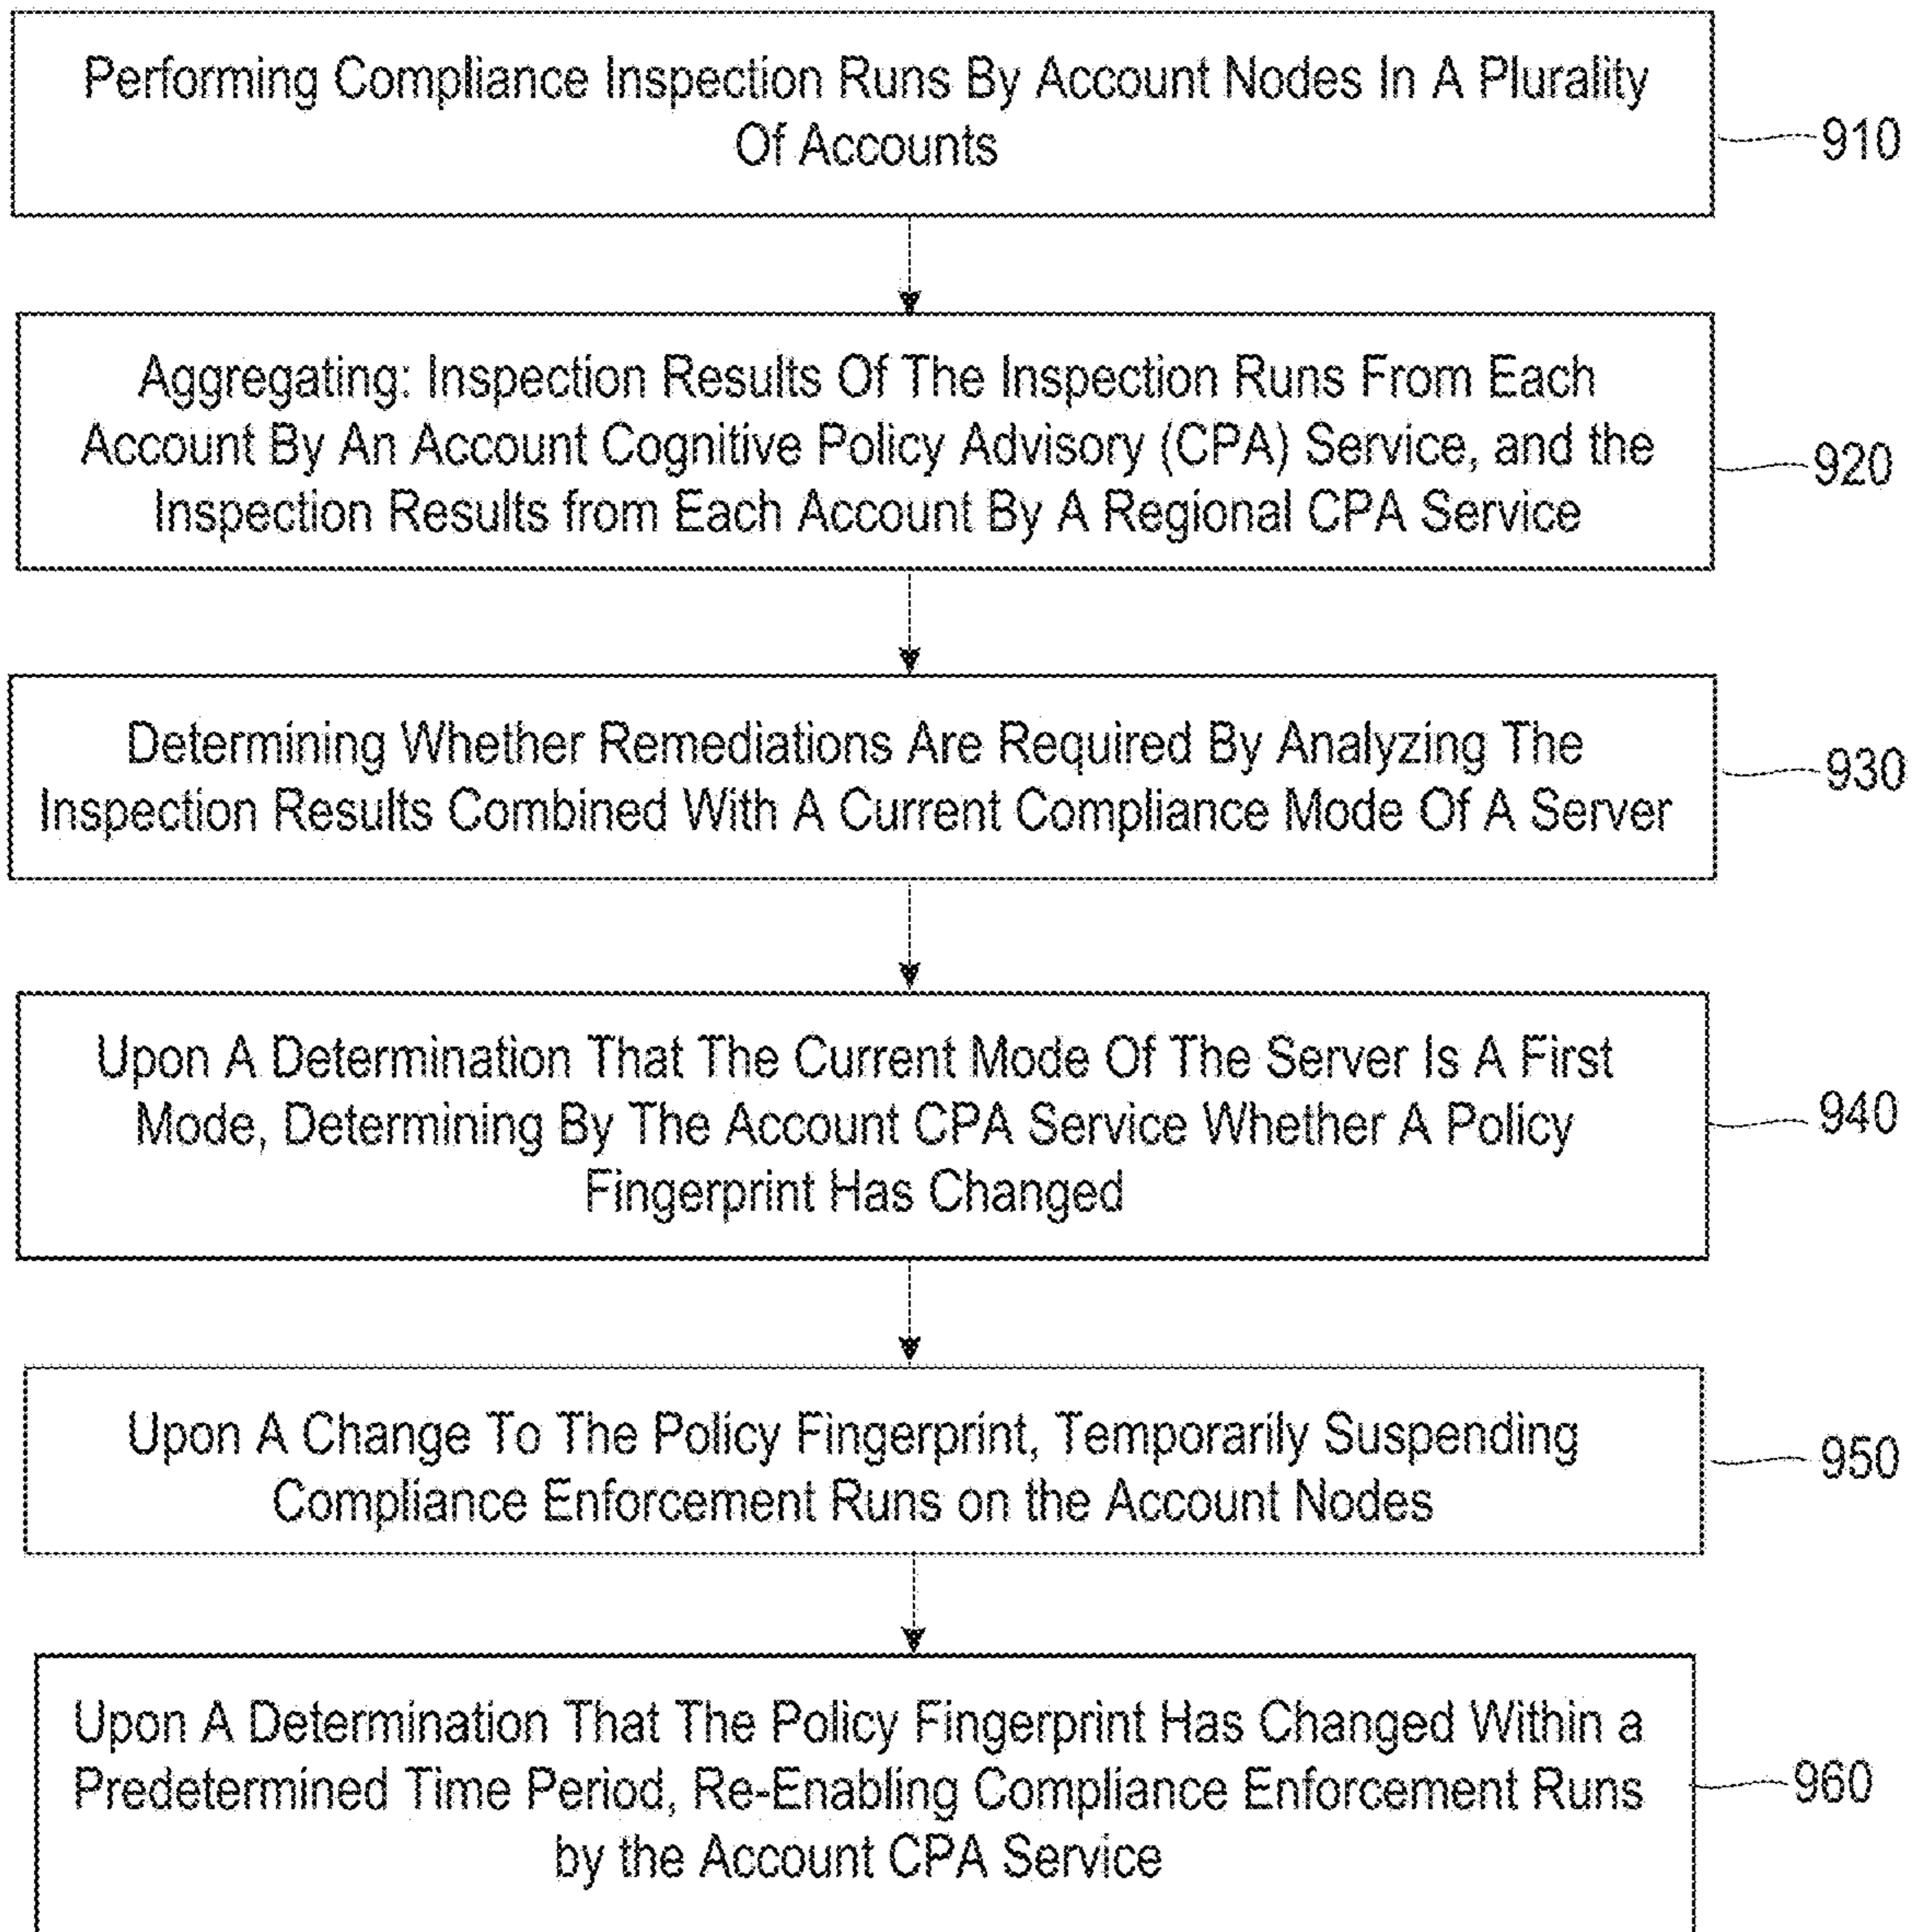 Performing Compliance Inspection Runs By Account Nodes In A Plurality
Of Accounts
910
Aggregating: Inspection Results Of The Inspection Runs From Each
Account By An Account Cognitive Policy Advisory (CPA) Service, and the
Inspection Results from Each Account By A Regional CPA Service
920
Determining Whether Remediations Are Required By Analyzing The
Inspection Results Combined With A Current Compliance Mode Of A Server
930
Upon A Determination That The Current Mode Of The Server Is A First
Mode, Determining By The Account CPA Service Whether A Policy
Fingerprint Has Changed
940
Upon A Change To The Policy Fingerprint, Temporarily Suspending
Compliance Enforcement Runs on the Account Nodes
950
Upon A Determination That The Policy Fingerprint Has Changed Within a
Predetermined Time Period, Re-Enabling Compliance Enforcement Runs
by the Account CPA Service
960